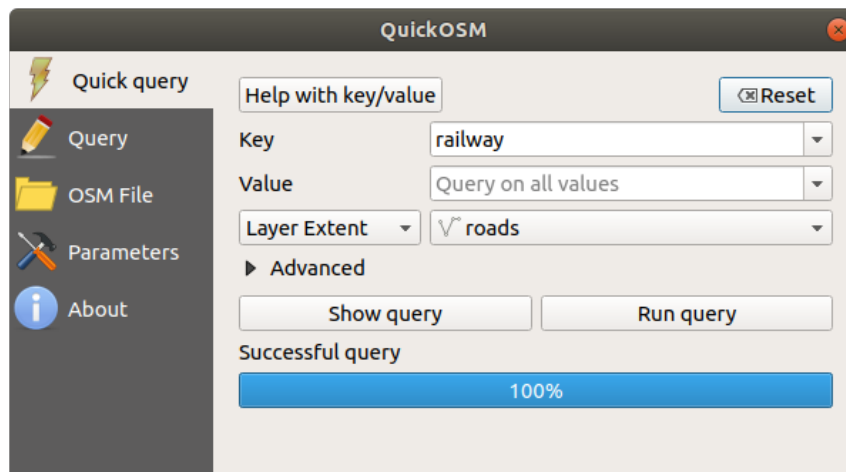 QuickOSM
Quick query
Query
OSM File
Parameters
About
Help with key/value
Reset
Key
railway
Value
Query on all values
Layer Extent
roads
Advanced
Show query
Run query
Successful query
100%